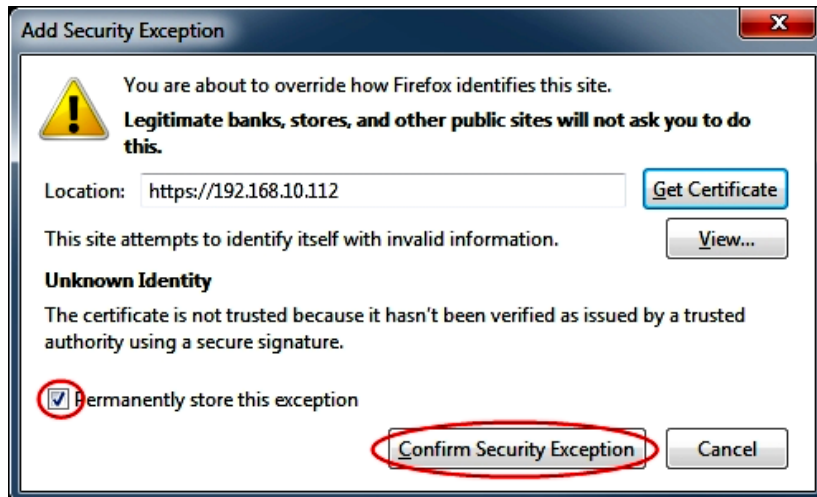 Add Security Exception
You are about to override how Firefox identifies this site.
Legitimate banks, stores, and other public sites will not ask you to do
this.
Location: https://192.168.10.112 Get Certificate
This site attempts to identify itself with invalid information. View...
Unknown Identity
The certificate is not trusted because it hasn't been verified as issued by a trusted
authority using a secure signature.
Permanently store this exception
Confirm Security Exception Cancel